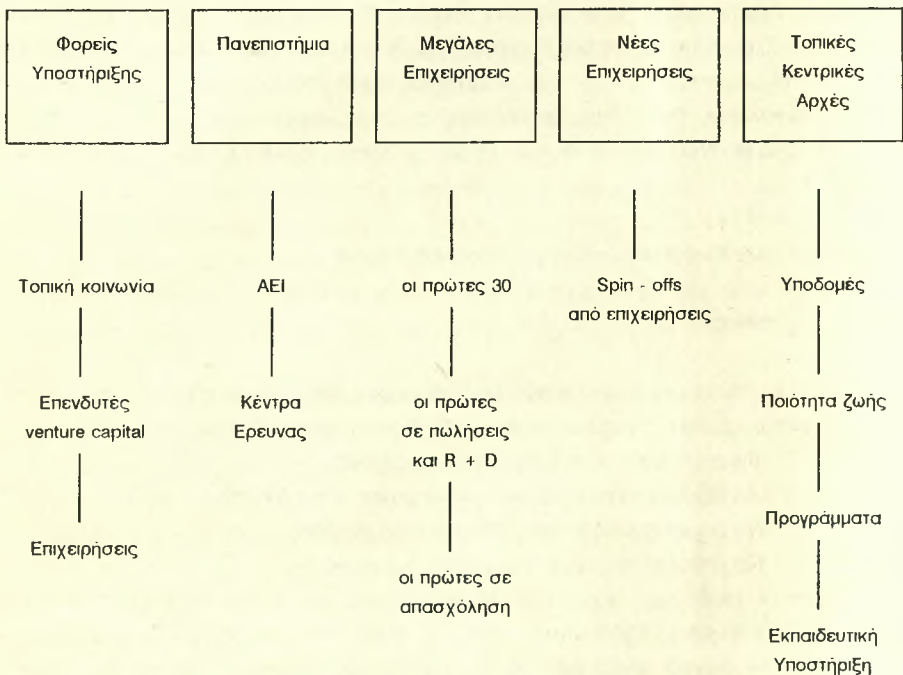 Φορείς
Υποστήριξης
Πανεπιστήμια
Μεγάλες
Επιχειρήσεις
Νέες
Επιχειρήσεις
Τοπικές
Κεντρικές
Αρχές
Τοπική κοινωνία
Επενδυτές
venture capital
Επιχειρήσεις
ΑΕΙ
Κέντρα
Ερευνας
οι πρώτες 30
οι πρώτες
σε πωλήσεις
και R + D
οι πρώτες σε
απασχόληση
Spin - offs
από επιχειρήσεις
Υποδομές
Ποιότητα ζωής
Προγράμματα
Εκπαιδευτική
Υποστήριξη